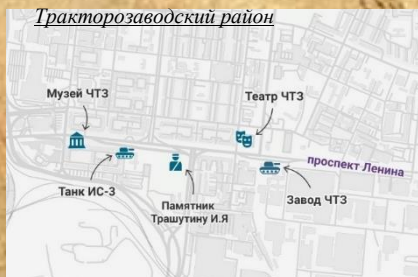 Тракторозаводский район
Музей ЧТЗ
Театр ЧТЗ
проспект Ленина
Танк ИС-3
Памятник
Трашутину И.Я
Завод ЧТЗ